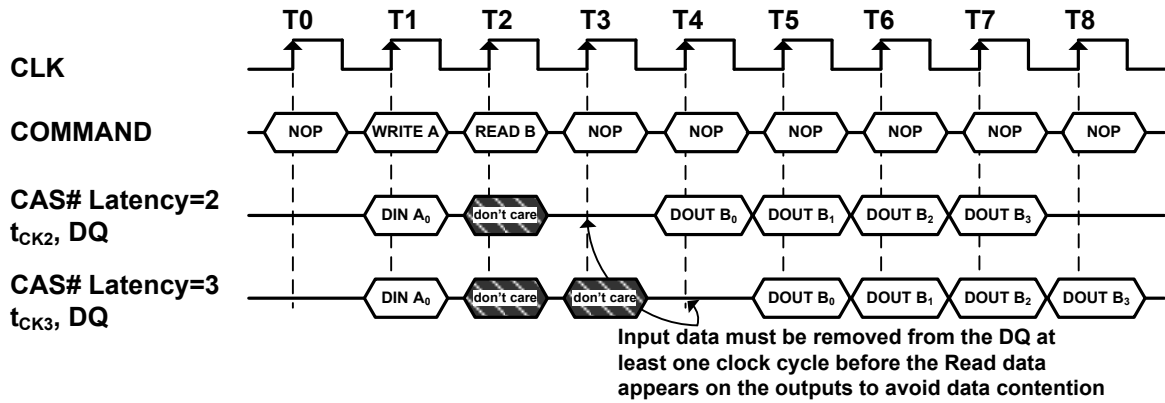 T0 T1 T2 T3 T4 T5 T6 T7 T8
CLK
COMMAND NOP WRITE A READ B NOP NOP NOP NOP NOP NOP
CAS# Latency=2
tCK2, DQ DIN A0 don't care DOUT B0 DOUT B1 DOUT B2 DOUT B3
CAS# Latency=3
tCK3, DQ DIN A0 don't care don't care DOUT B0 DOUT B1 DOUT B2 DOUT B3
Input data must be removed from the DQ at
least one clock cycle before the Read data
appears on the outputs to avoid data contention